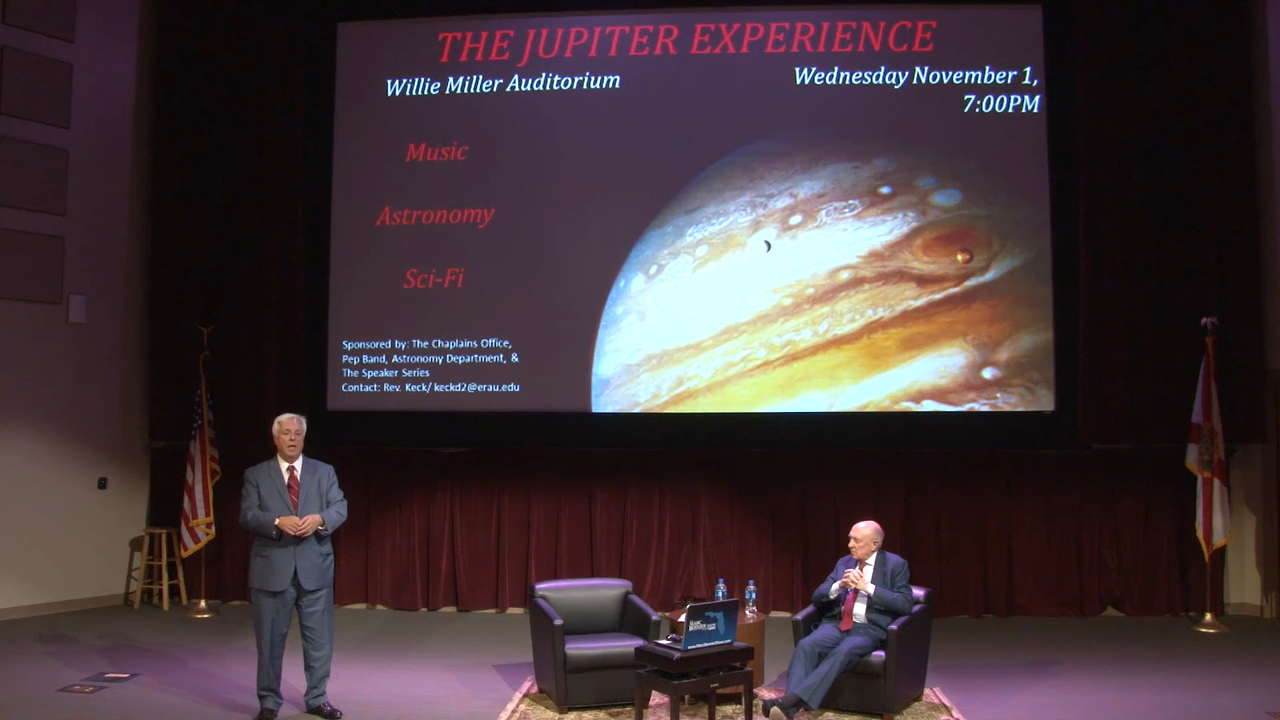 THE JUPITER EXPERIENCE
Willie Miller Auditorium
Wednesday November 1,
7:00PM
Music
Astronomy
Sci-Fi
Sponsored by: The Chaplains Office,
Pep Band, Astronomy Department, &
The Speaker Series
Contact: Rev. Keck/ keckd2@erau.edu